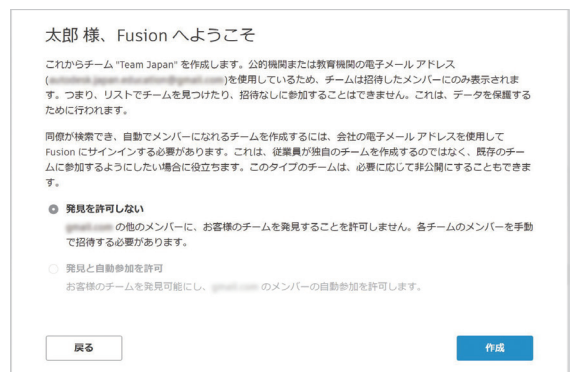 太郎 様、Fusion へようこそ
これからチーム "Team Japan" を作成します。公的機関または教育機関の電子メール アドレス
( )を使用しているため、チームは招待したメンバーにのみ表示されま
す。つまり、リストでチームを見つけたり、招待なしに参加することはできません。これは、データを保護する
ために行われます。
同僚が検索でき、自動でメンバーになれるチームを作成するには、会社の電子メール アドレスを使用して
Fusion にサインインする必要があります。これは、従業員が独自のチームを作成するのではなく、既存のチー
ムに参加するようにしたい場合に役立ちます。このタイプのチームは、必要に応じて非公開にすることもできま
す。
発見を許可しない
の他のメンバーに、お客様のチームを発見することを許可しません。各チームのメンバーを手動
で招待する必要があります。
発見と自動参加を許可
お客様のチームを発見可能にし、 のメンバーの自動参加を許可します。
戻る
作成